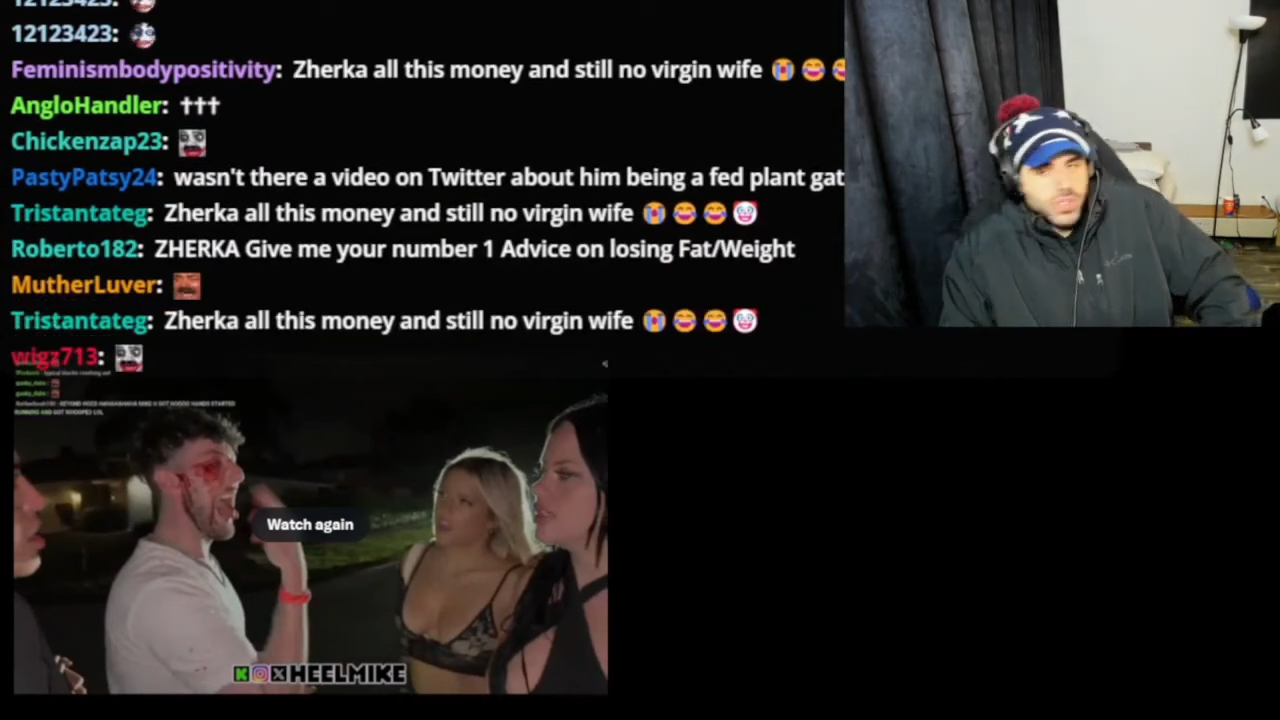 12123423:
12123423:
Feminismbodypositivity: Zherka all this money and still no virgin wife 😭 😂 😂
AngloHandler: ✝✝✝
Chickenzap23:
PastyPatsy24: wasn't there a video on Twitter about him being a fed plant gat
Tristantateg: Zherka all this money and still no virgin wife 😭 😂 😂 🤡
Roberto182: ZHERKA Give me your number 1 Advice on losing Fat/Weight
MutherLuver:
Tristantateg: Zherka all this money and still no virgin wife 😭 😂 😂 🤡
wigz713:
Watch again
K X HEELMIKE